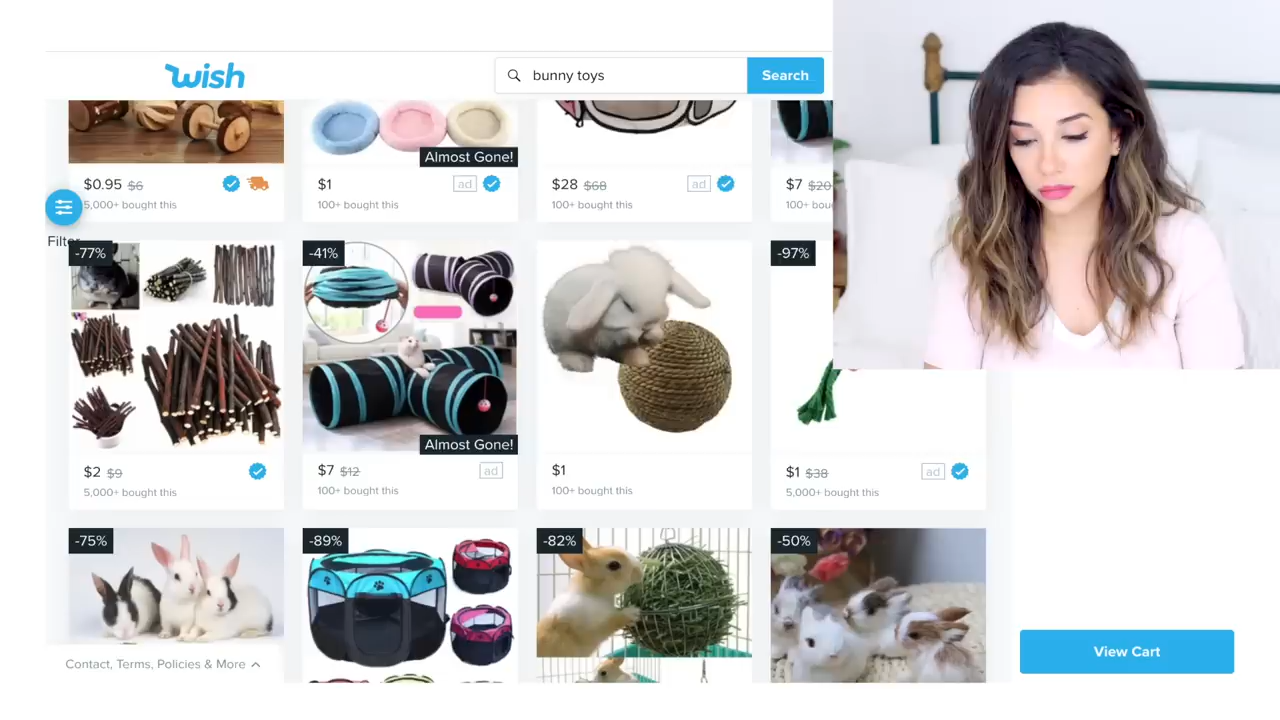 wish
bunny toys
Search
Almost Gone!
$0.95 $6
5,000+ bought this
$1
ad
100+ bought this
$28 $68
ad
100+ bought this
$7 $20
100+ bou
Filter
-77%
-41%
-97%
Almost Gone!
$2 $9
5,000+ bought this
$7 $12
ad
100+ bought this
$1
100+ bought this
$1 $38
ad
5,000+ bought this
-75%
-89%
-82%
-50%
Contact, Terms, Policies & More
View Cart